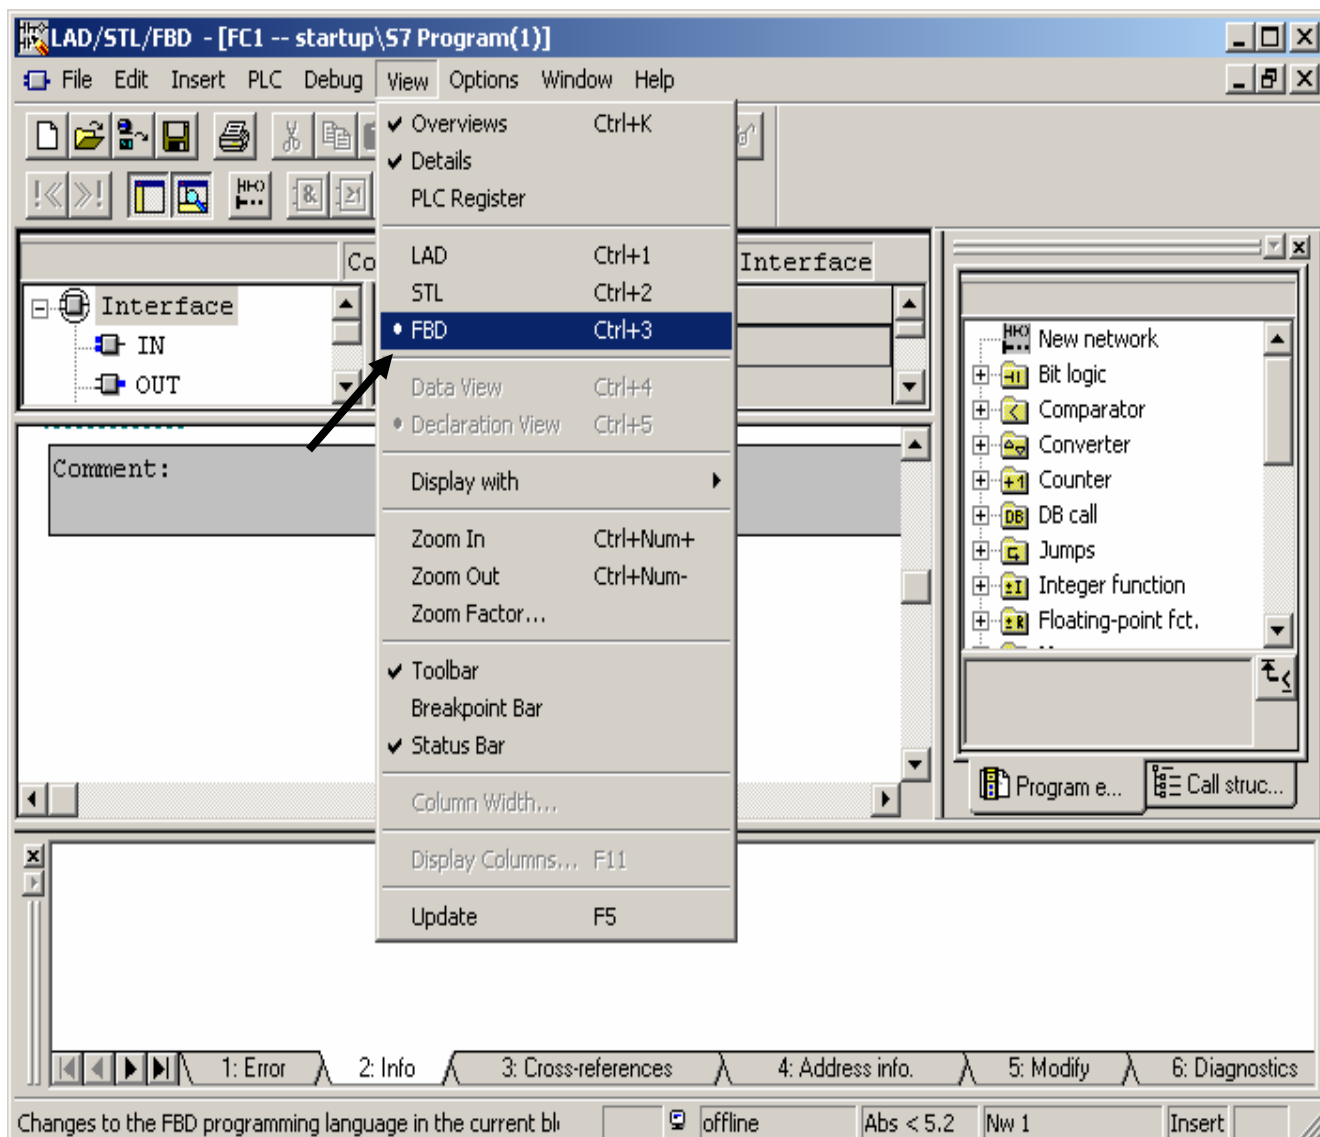 LAD/STL/FBD - [FC1 -- startup\S7 Program(1)]
File Edit Insert PLC Debug View Options Window Help
Overviews Ctrl+K
Details
PLC Register
LAD Ctrl+1
STL Ctrl+2
FBD Ctrl+3
Data View Ctrl+4
Declaration View Ctrl+5
Display with
Zoom In Ctrl+Num+
Zoom Out Ctrl+Num-
Zoom Factor...
Toolbar
Breakpoint Bar
Status Bar
Column Width...
Display Columns... F11
Update F5
Co
Interface
Interface
IN
OUT
Comment:
New network
Bit logic
Comparator
Converter
Counter
DB call
Jumps
Integer function
Floating-point fct.
Program e... Call struc...
1: Error 2: Info 3: Cross-references 4: Address info. 5: Modify 6: Diagnostics
Changes to the FBD programming language in the current offline Abs < 5.2 Nw 1 Insert